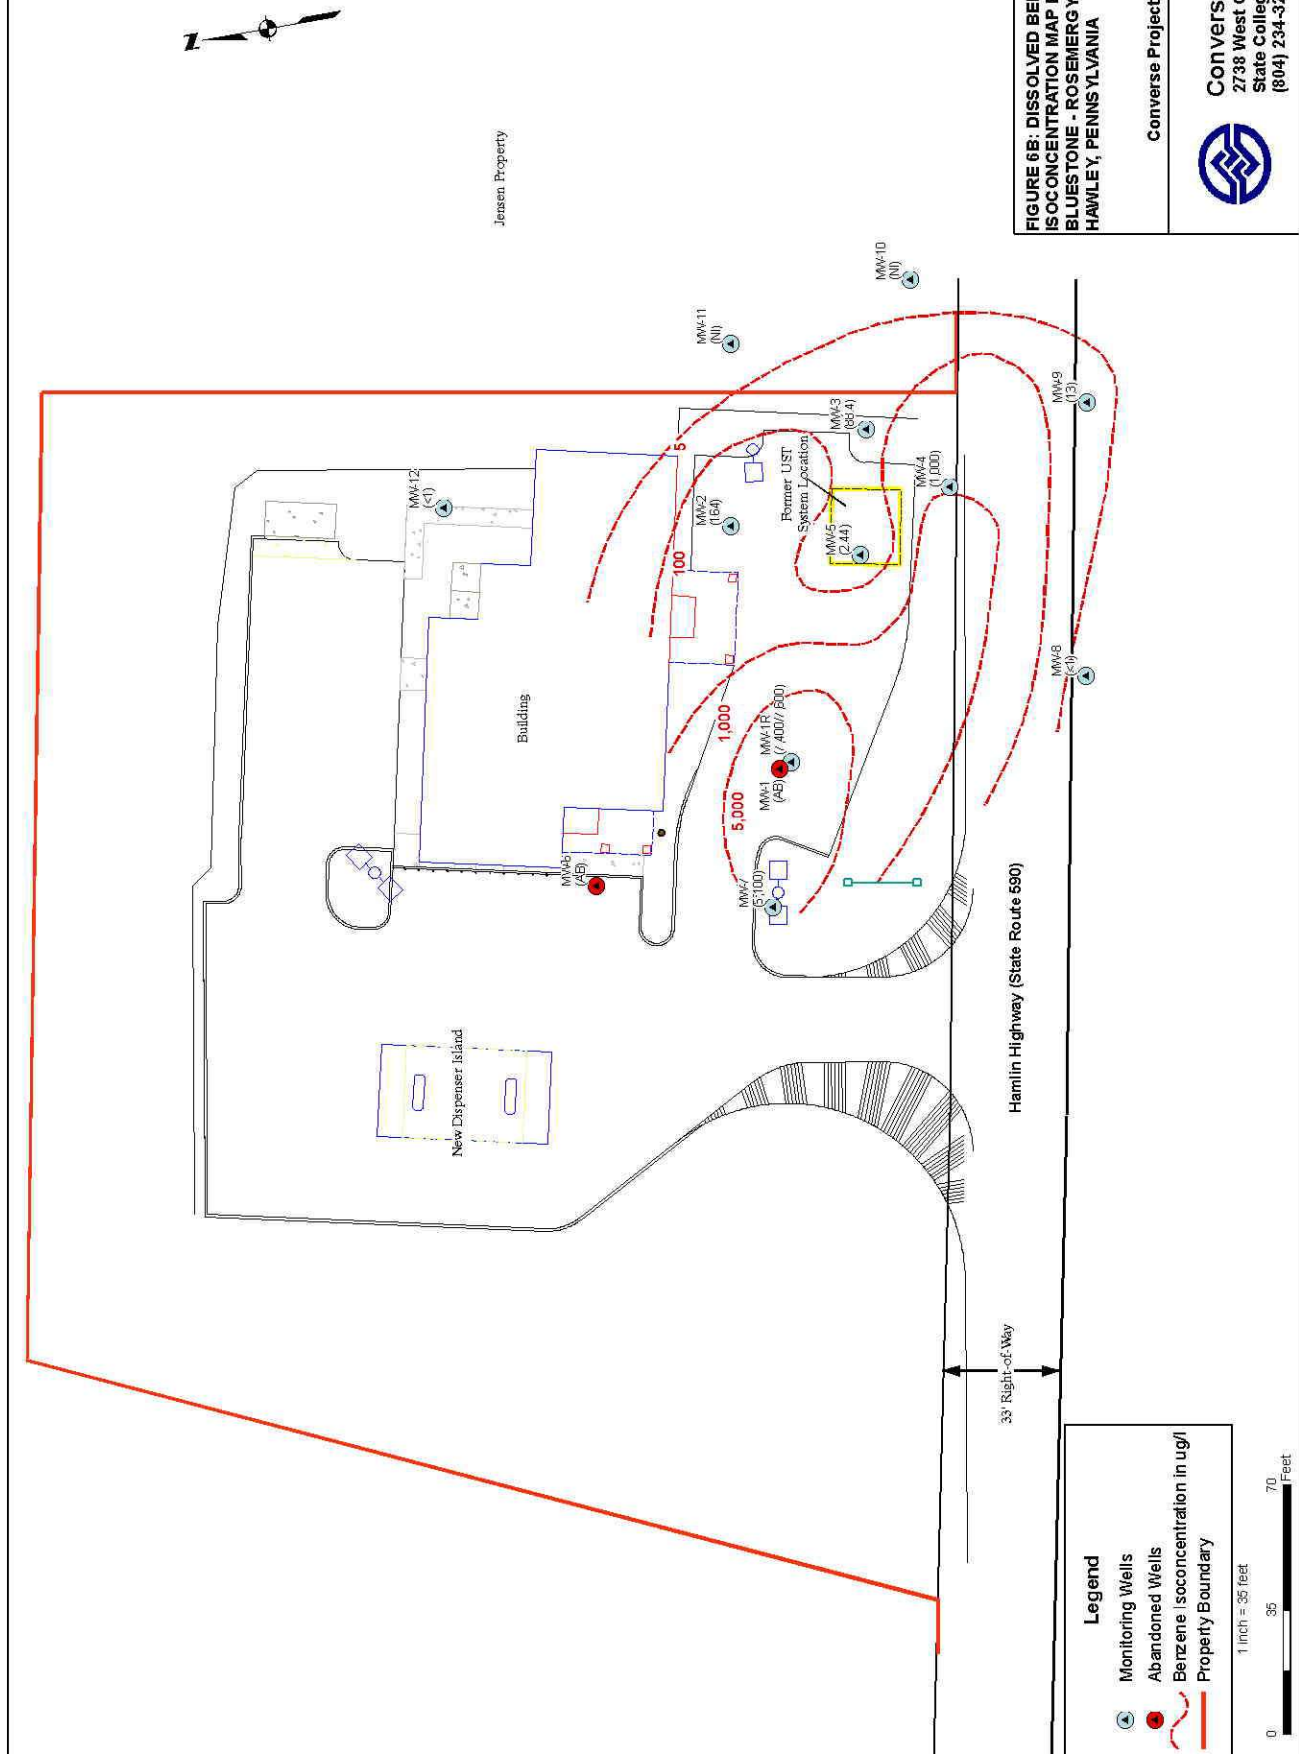 Z
Jensen Property
MW-10
(NI)
MW-11
(NI)
MW-9
(13)
MW-3
(88.4)
MW-4
(1,000)
MW-12
(<1)
MW-2
(164)
Former UST
System Location
MW-5
(2.44)
MW-8
(<1)
5
100
1,000
5,000
Building
MW-1R
MW-1
(AB)
MW-6
(AB)
MW-7
(5,100)
New Dispenser Island
Hamlin Highway (State Route 590)
33' Right-of-Way
Legend
Monitoring Wells
Abandoned Wells
Benzene Isoconcentration in ug/l
Property Boundary
1 inch = 35 feet
0 35 70
Feet
FIGURE 6B: DISSOLVED
ISOCONCENTRATION MAP
BLUESTONE - ROSEMERGY
HAWLEY, PENNSYLVANIA
Converse Project
Convers
2738 West
State Colleg
(804) 234-32